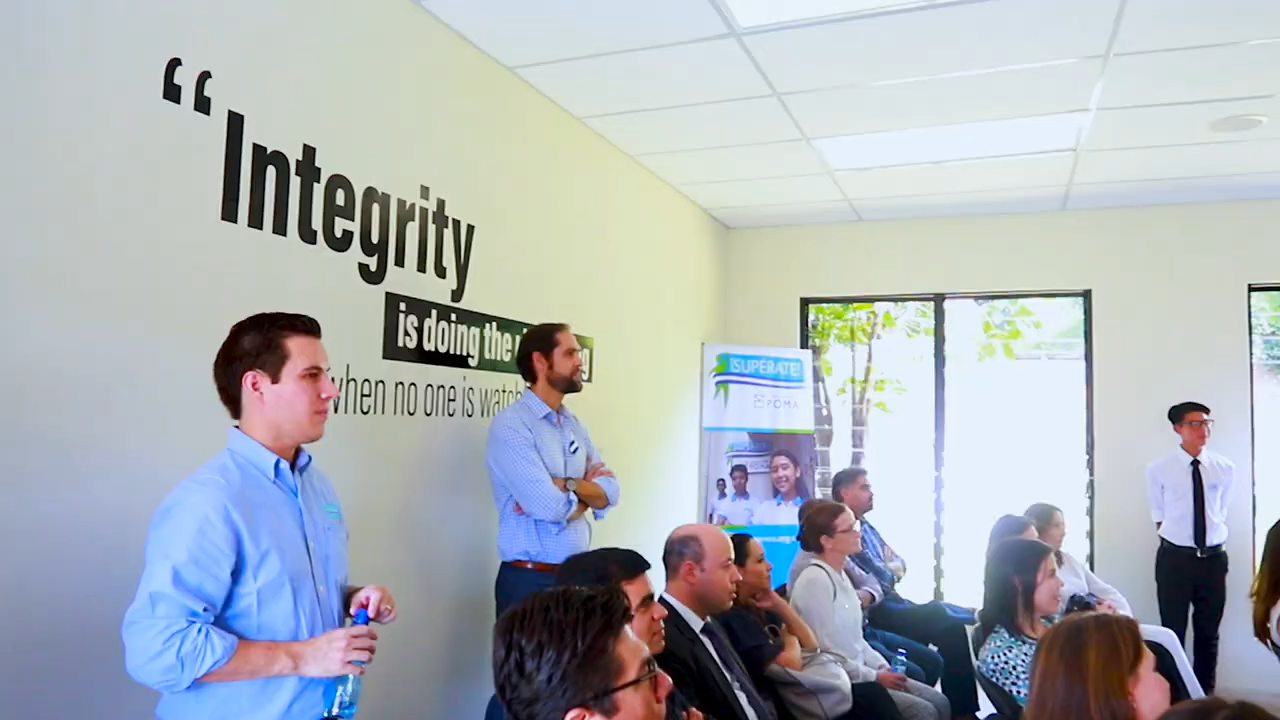 “Integrity
is doing the
when no one is
¡SUPÉRATE!
POMA